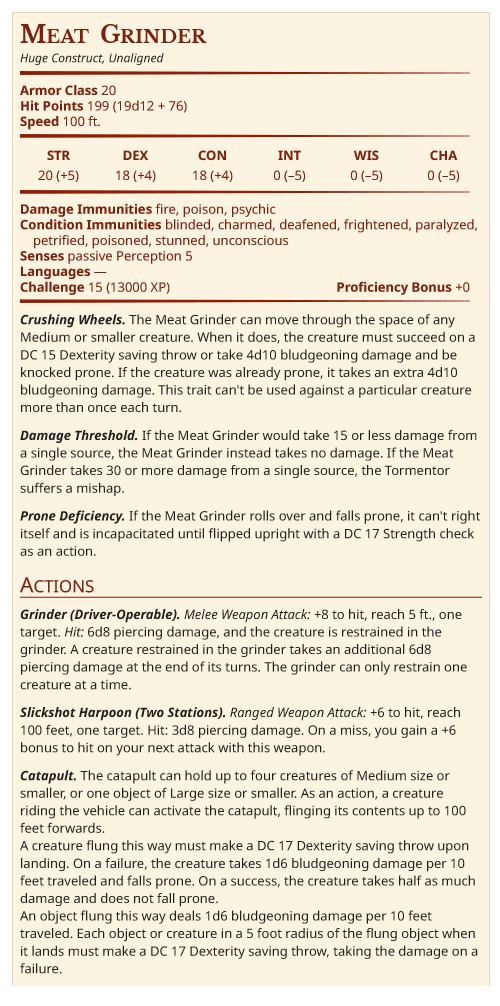 Meat Grinder
Huge Construct, Unaligned
Armor Class 20
Hit Points 199 (19d12 + 76)
Speed 100 ft.
STR DEX CON INT WIS CHA
20 (+5) 18 (+4) 18 (+4) 0 (–5) 0 (–5) 0 (–5)
Damage Immunities fire, poison, psychic
Condition Immunities blinded, charmed, deafened, frightened, paralyzed,
petrified, poisoned, stunned, unconscious
Senses passive Perception 5
Languages —
Challenge 15 (13000 XP) Proficiency Bonus +0
Crushing Wheels. The Meat Grinder can move through the space of any
Medium or smaller creature. When it does, the creature must succeed on a
DC 15 Dexterity saving throw or take 4d10 bludgeoning damage and be
knocked prone. If the creature was already prone, it takes an extra 4d10
bludgeoning damage. This trait can't be used against a particular creature
more than once each turn.
Damage Threshold. If the Meat Grinder would take 15 or less damage from
a single source, the Meat Grinder instead takes no damage. If the Meat
Grinder takes 30 or more damage from a single source, the Tormentor
suffers a mishap.
Prone Deficiency. If the Meat Grinder rolls over and falls prone, it can't right
itself and is incapacitated until flipped upright with a DC 17 Strength check
as an action.
Actions
Grinder (Driver-Operable). Melee Weapon Attack: +8 to hit, reach 5 ft., one
target. Hit: 6d8 piercing damage, and the creature is restrained in the
grinder. A creature restrained in the grinder takes an additional 6d8
piercing damage at the end of its turns. The grinder can only restrain one
creature at a time.
Slickshot Harpoon (Two Stations). Ranged Weapon Attack: +6 to hit, reach
100 feet, one target. Hit: 3d8 piercing damage. On a miss, you gain a +6
bonus to hit on your next attack with this weapon.
Catapult. The catapult can hold up to four creatures of Medium size or
smaller, or one object of Large size or smaller. As an action, a creature
riding the vehicle can activate the catapult, flinging its contents up to 100
feet forwards.
A creature flung this way must make a DC 17 Dexterity saving throw upon
landing. On a failure, the creature takes 1d6 bludgeoning damage per 10
feet traveled and falls prone. On a success, the creature takes half as much
damage and does not fall prone.
An object flung this way deals 1d6 bludgeoning damage per 10 feet
traveled. Each object or creature in a 5 foot radius of the flung object when
it lands must make a DC 17 Dexterity saving throw, taking the damage on a
failure.